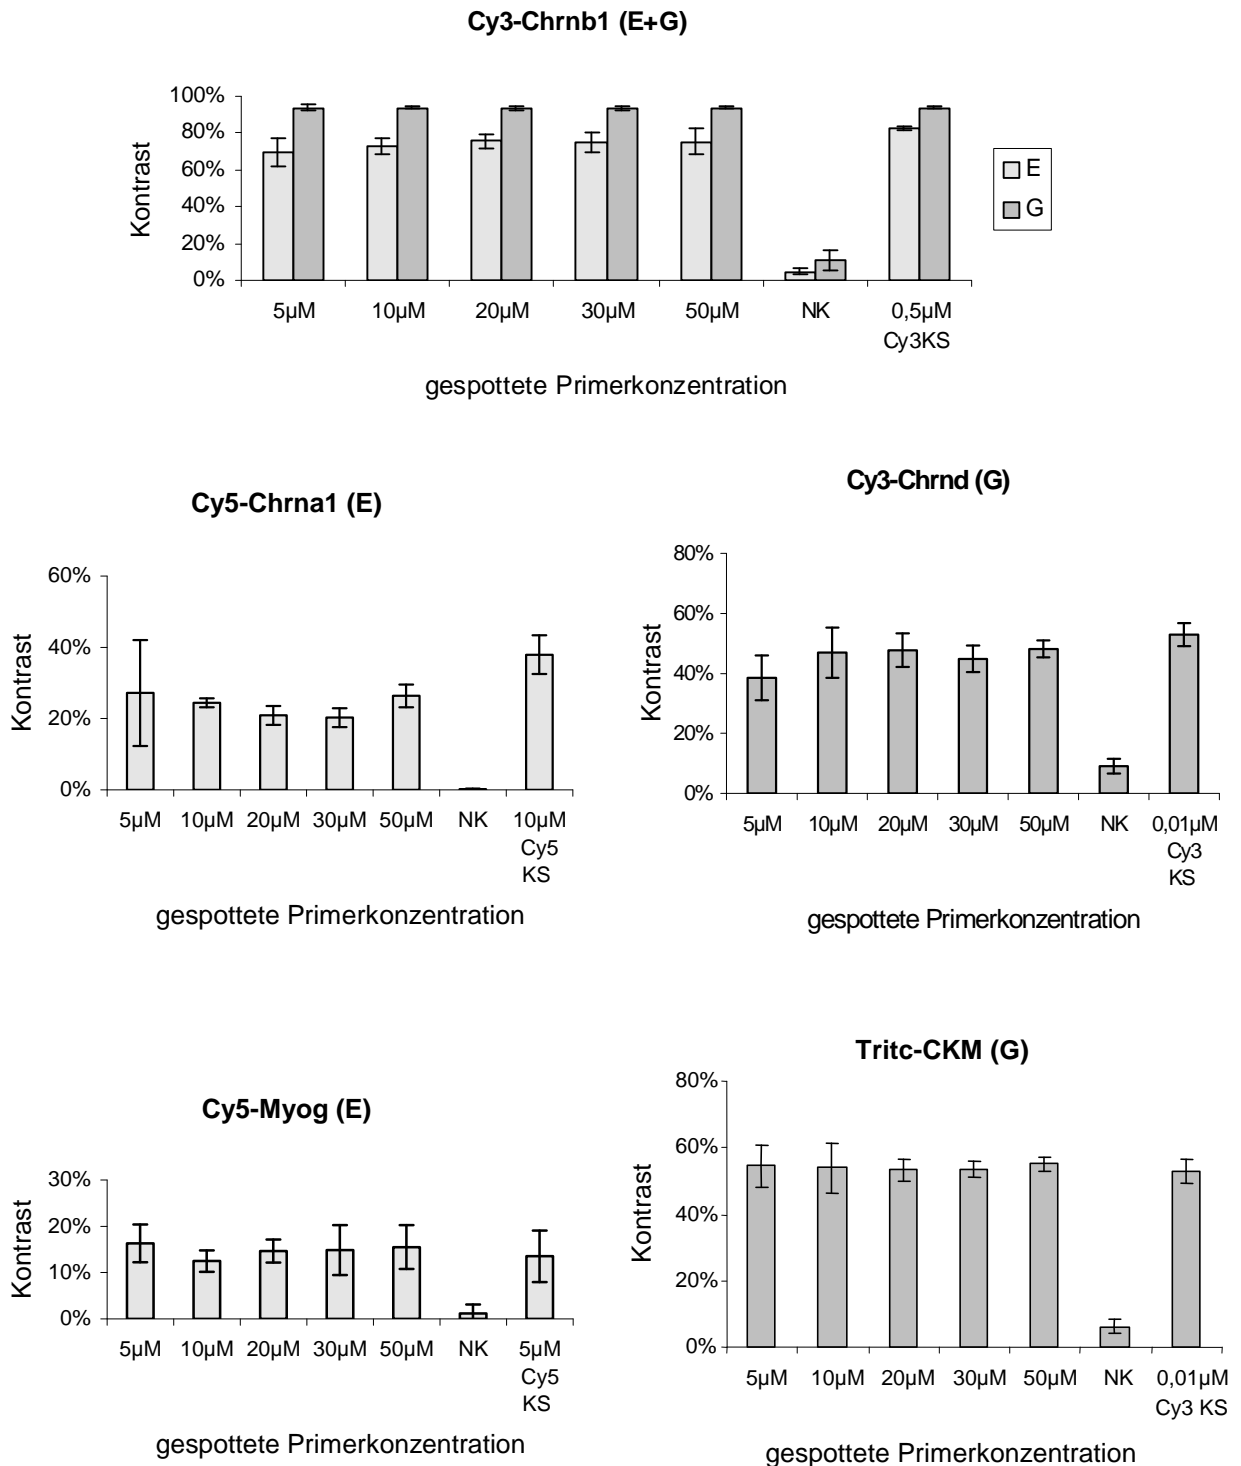 Cy3-Chrnb1 (E+G)
100%
80%
60%
40%
20%
0%
Kontrast
5µM 10µM 20µM 30µM 50µM NK 0,5µM
Cy3KS
gespottete Primerkonzentration
E
G
Cy5-Chrna1 (E)
60%
40%
20%
0%
Kontrast
5µM 10µM 20µM 30µM 50µM NK 10µM
Cy5
KS
gespottete Primerkonzentration
Cy3-Chrnd (G)
80%
60%
40%
20%
0%
Kontrast
5µM 10µM 20µM 30µM 50µM NK 0,01µM
Cy3
KS
gespottete Primerkonzentration
Cy5-Myog (E)
30%
20%
10%
0%
Kontrast
5µM 10µM 20µM 30µM 50µM NK 5µM
Cy5
KS
gespottete Primerkonzentration
Tritc-CKM (G)
80%
60%
40%
20%
0%
Kontrast
5µM 10µM 20µM 30µM 50µM NK 0,01µM
Cy3 KS
gespottete Primerkonzentration